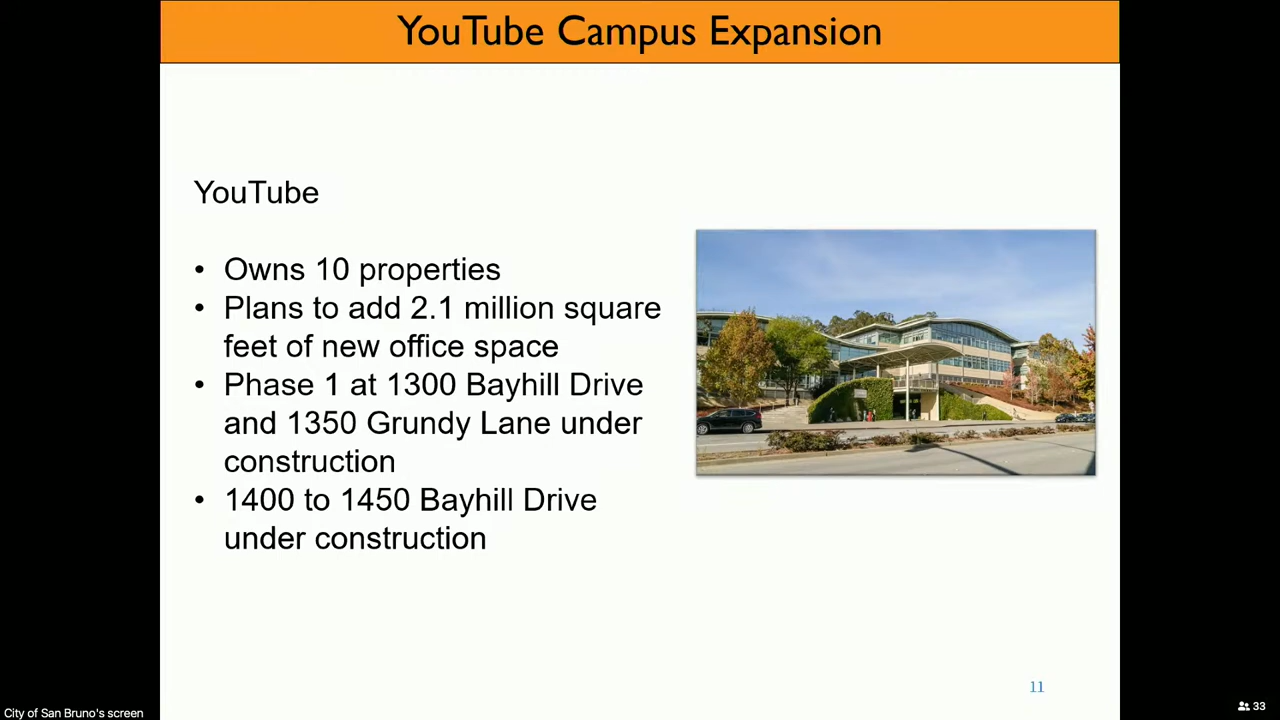 YouTube Campus Expansion
YouTube
• Owns 10 properties
• Plans to add 2.1 million square
feet of new office space
• Phase 1 at 1300 Bayhill Drive
and 1350 Grundy Lane under
construction
• 1400 to 1450 Bayhill Drive
under construction
11
City of San Bruno's screen
33